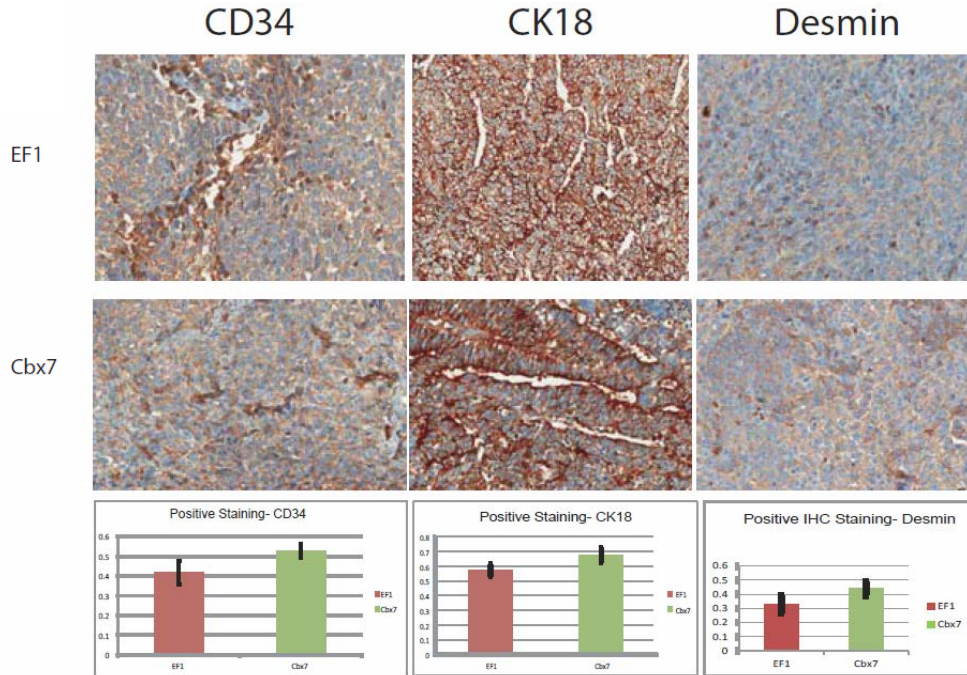 CD34 CK18 Desmin
EF1
Cbx7
Positive Staining- CD34
0.6
0.5
0.4
0.3
0.2
0.1
0
EF1 Cbx7
EF1
Cbx7
Positive Staining- CK18
0.8
0.7
0.6
0.5
0.4
0.3
0.2
0.1
0
EF1 Cbx7
EF1
Cbx7
Positive IHC Staining- Desmin
0.6
0.5
0.4
0.3
0.2
0.1
0
EF1 Cbx7
EF1
Cbx7